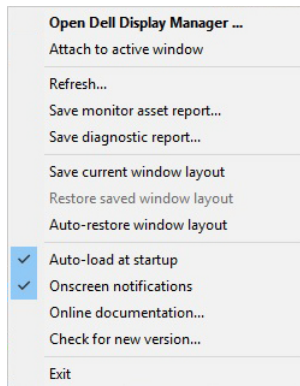 Open Dell Display Manager ...
Attach to active window
Refresh...
Save monitor asset report...
Save diagnostic report...
Save current window layout
Restore saved window layout
Auto-restore window layout
Auto-load at startup
Onscreen notifications
Online documentation...
Check for new version...
Exit